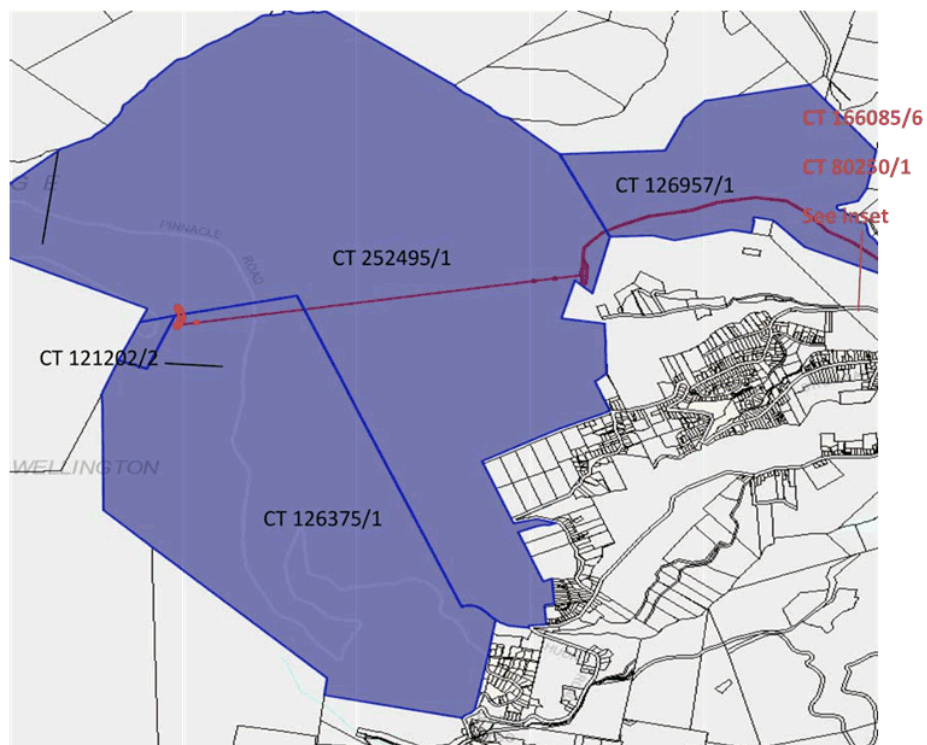 CT 166085/6
CT 80250/1
CT 126957/1
G E
See inset
PINNACLE
ROAD
CT 252495/1
CT 121202/2
WELLINGTON
CT 126375/1